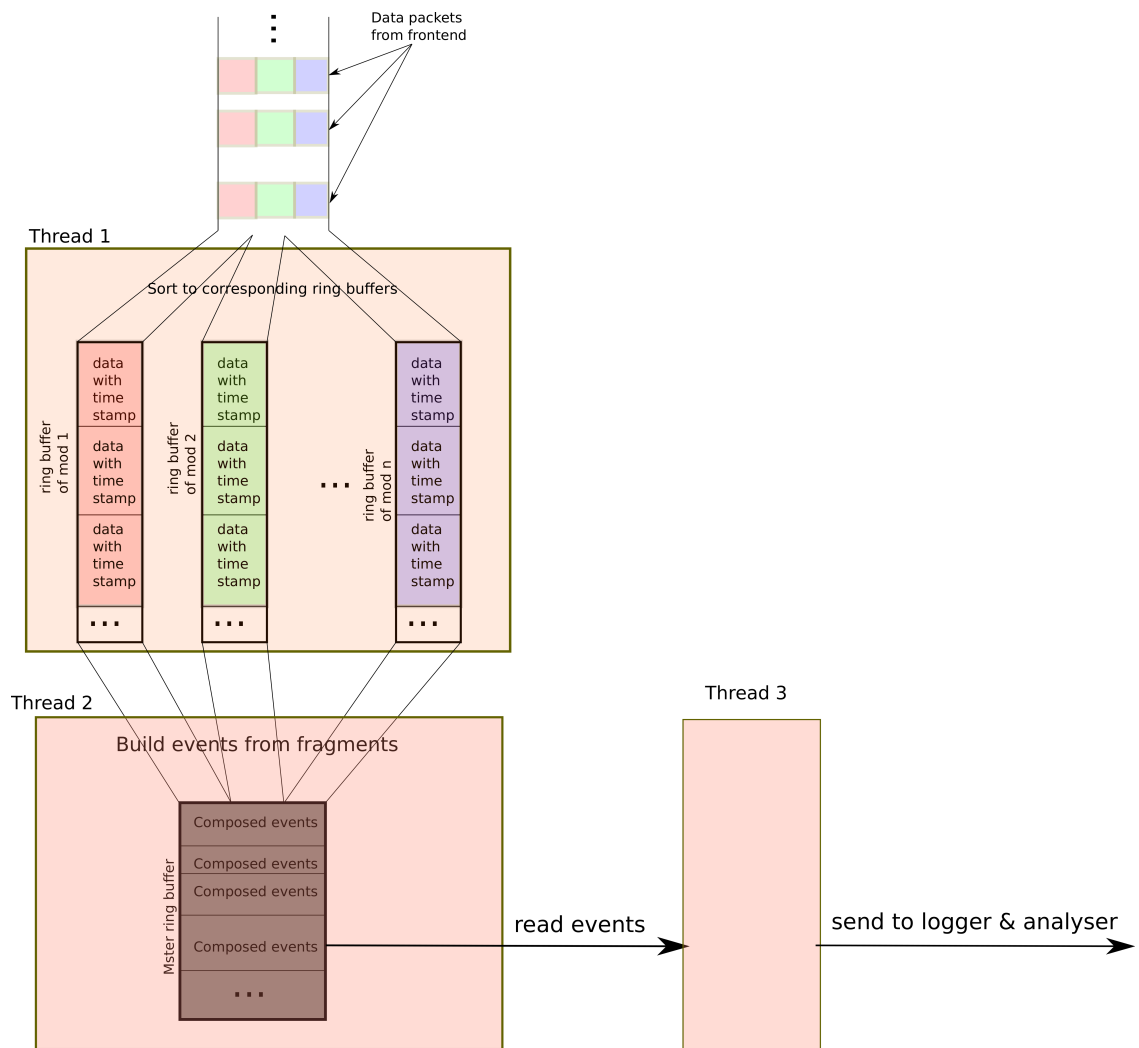 Data packets
from frontend
Thread 1
Sort to corresponding ring buffers
ring buffer
of mod 1
data
with
time
stamp
data
with
time
stamp
data
with
time
stamp
...
ring buffer
of mod 2
data
with
time
stamp
data
with
time
stamp
data
with
time
stamp
...
...
ring buffer
of mod n
data
with
time
stamp
data
with
time
stamp
data
with
time
stamp
...
Thread 2
Build events from fragments
Mster ring buffer
Composed events
Composed events
Composed events
Composed events
...
read events
Thread 3
send to logger & analyser